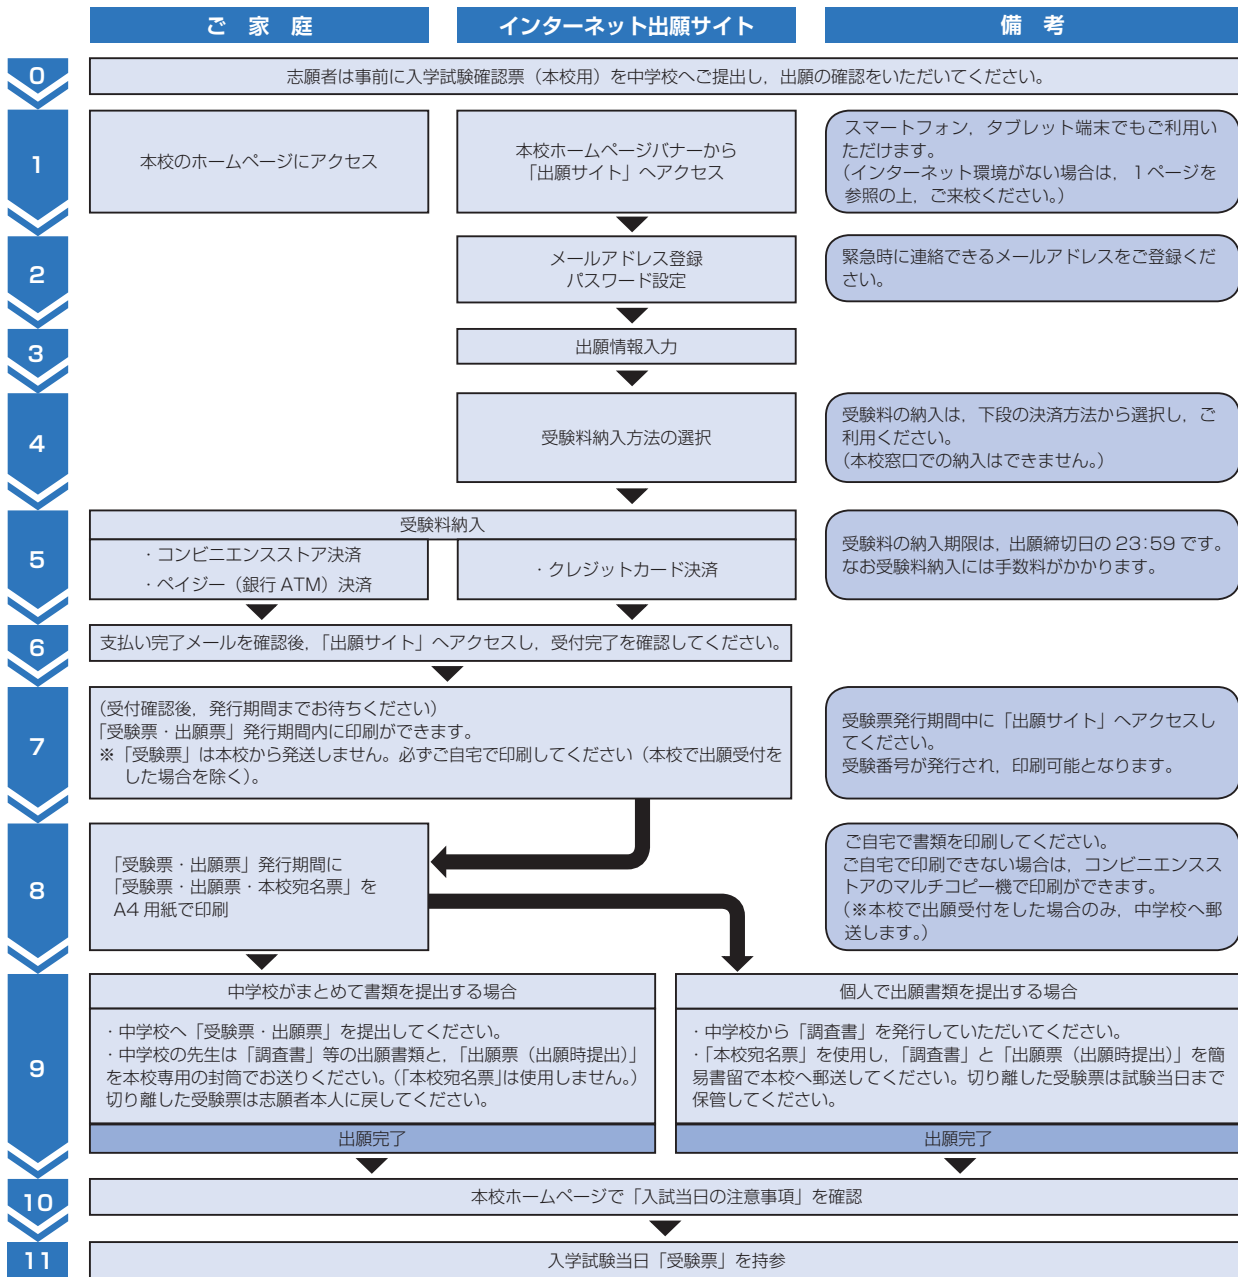 ご家庭
インターネット出願サイト
備考
0
志願者は事前に入学試験確認票（本校用）を中学校へご提出し，出願の確認をいただいてください。
1
本校のホームページにアクセス
本校ホームページバナーから
「出願サイト」へアクセス
スマートフォン，タブレット端末でもご利用い
ただけます。
（インターネット環境がない場合は，1ページを
参照の上，ご来校ください。）
2
メールアドレス登録
パスワード設定
緊急時に連絡できるメールアドレスをご登録くだ
さい。
3
出願情報入力
4
受験料納入方法の選択
受験料の納入は，下段の決済方法から選択し，ご
利用ください。
（本校窓口での納入はできません。）
5
受験料納入
・コンビニエンスストア決済
・ペイジー（銀行 ATM）決済
・クレジットカード決済
受験料の納入期限は，出願締切日の 23:59 です。
なお受験料納入には手数料がかかります。
6
支払い完了メールを確認後，「出願サイト」へアクセスし，受付完了を確認してください。
7
（受付確認後，発行期間までお待ちください）
「受験票・出願票」発行期間内に印刷ができます。
※「受験票」は本校から発送しません。必ずご自宅で印刷してください（本校で出願受付を
した場合を除く）。
受験票発行期間中に「出願サイト」へアクセスし
てください。
受験番号が発行され，印刷可能となります。
8
「受験票・出願票」発行期間に
「受験票・出願票・本校宛名票」を
A4 用紙で印刷
ご自宅で書類を印刷してください。
ご自宅で印刷できない場合は，コンビニエンスス
トアのマルチコピー機で印刷ができます。
（※本校で出願受付をした場合のみ，中学校へ郵
送します。）
9
中学校がまとめて書類を提出する場合
・中学校へ「受験票・出願票」を提出してください。
・中学校の先生は「調査書」等の出願書類と，「出願票（出願時提出）」
を本校専用の封筒でお送りください。（「本校宛名票」は使用しません。）
切り離した受験票は志願者本人に戻してください。
出願完了
個人で出願書類を提出する場合
・中学校から「調査書」を発行していただいてください。
・「本校宛名票」を使用し，「調査書」と「出願票（出願時提出）」を簡
易書留で本校へ郵送してください。切り離した受験票は試験当日まで
保管してください。
出願完了
10
本校ホームページで「入試当日の注意事項」を確認
11
入学試験当日「受験票」を持参